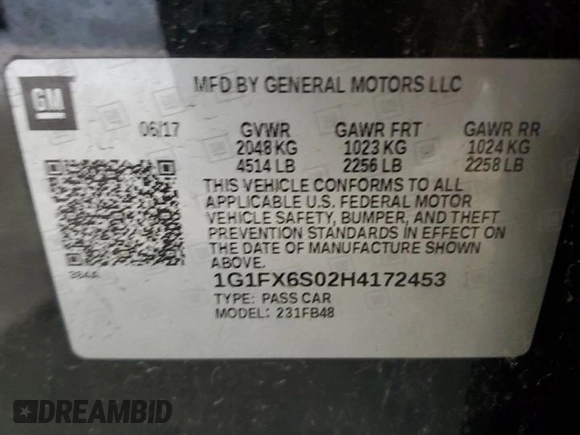 GM
MFD BY GENERAL MOTORS LLC
06/17 GVWR GAWR FRT GAWR RR
2048 KG 1023 KG 1024 KG
4514 LB 2256 LB 2258 LB
THIS VEHICLE CONFORMS TO ALL
APPLICABLE U.S. FEDERAL MOTOR
VEHICLE SAFETY, BUMPER, AND THEFT
PREVENTION STANDARDS IN EFFECT ON
THE DATE OF MANUFACTURE SHOWN
ABOVE.
384A
1G1FX6S02H4172453
TYPE: PASS CAR
MODEL: 231FB48
DREAMBID